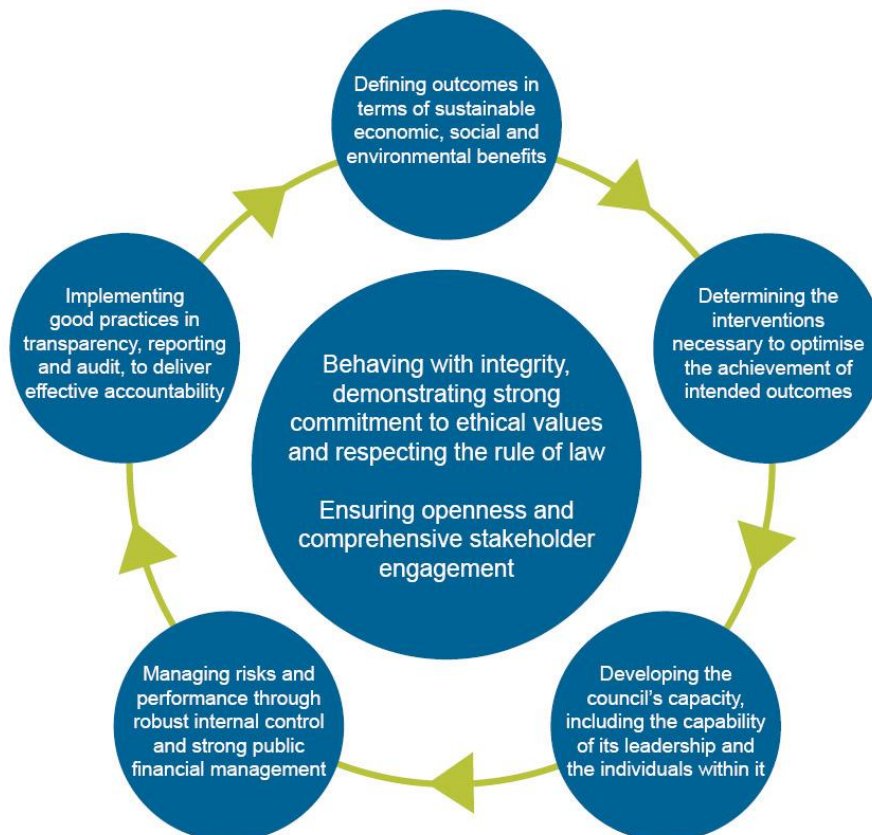 Defining outcomes in
terms of sustainable
economic, social and
environmental benefits
Determining the
interventions
necessary to optimise
the achievement of
intended outcomes
Developing the
council's capacity,
including the capability
of its leadership and
the individuals within it
Managing risks and
performance through
robust internal control
and strong public
financial management
Implementing
good practices in
transparency, reporting
and audit, to deliver
effective accountability
Behaving with integrity,
demonstrating strong
commitment to ethical values
and respecting the rule of law
Ensuring openness and
comprehensive stakeholder
engagement